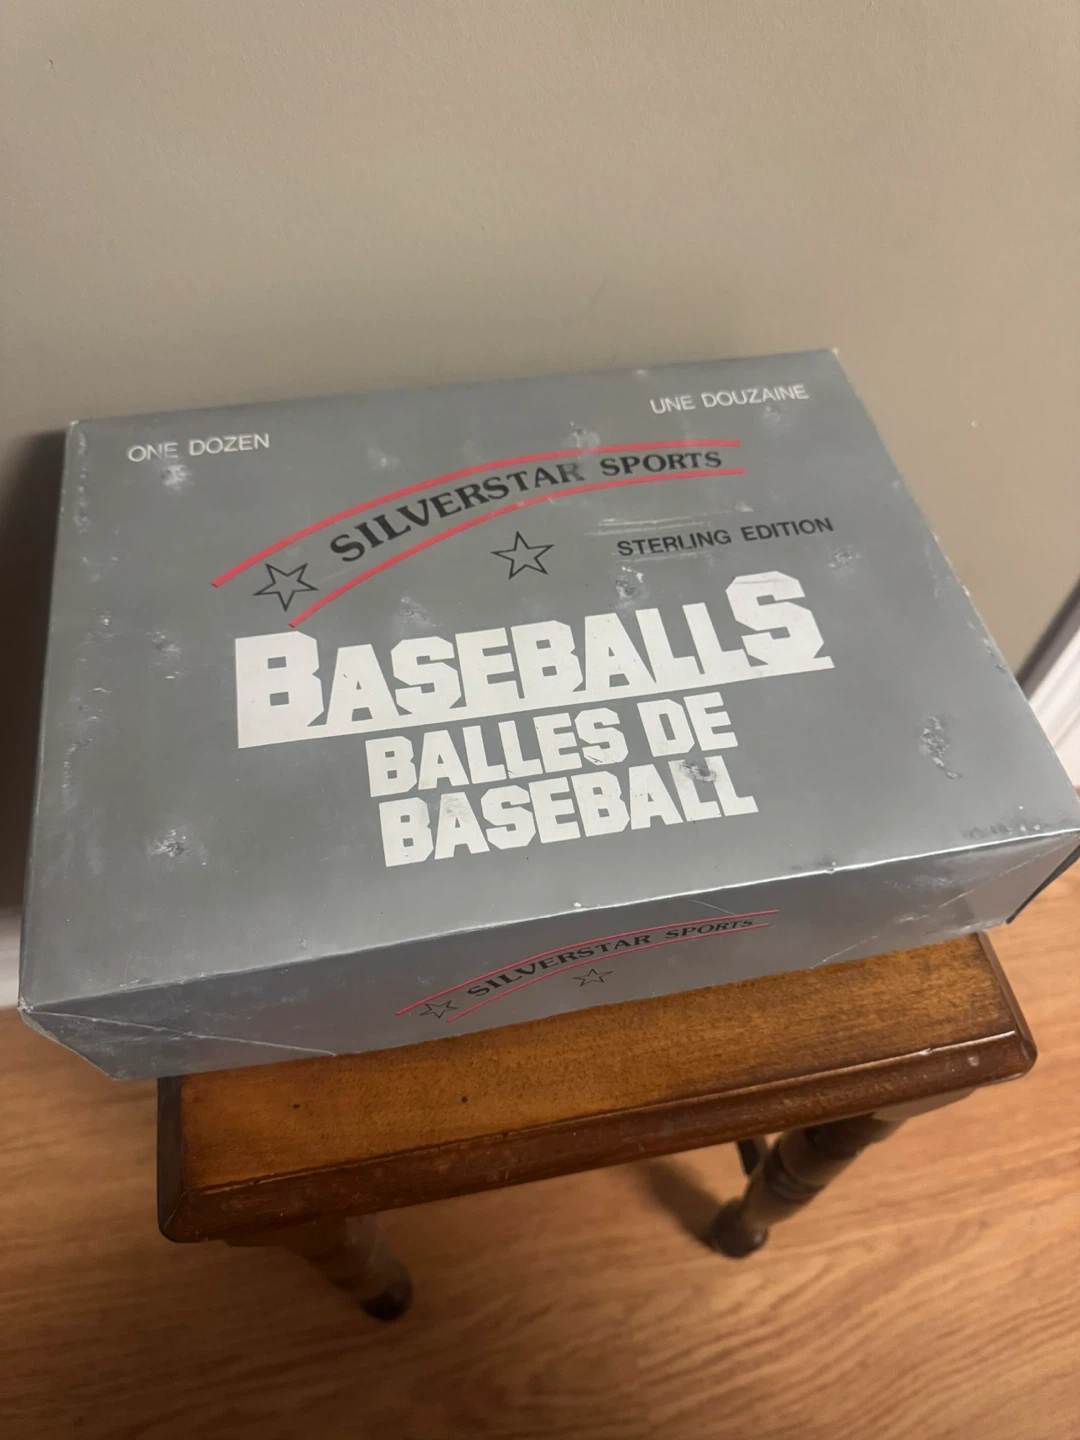 ONE DOZEN
UNE DOUZAINE
SILVERSTAR SPORTS
STERLING EDITION
BASEBALLS
BALLES DE
BASEBALL
SILVERSTAR SPORTS